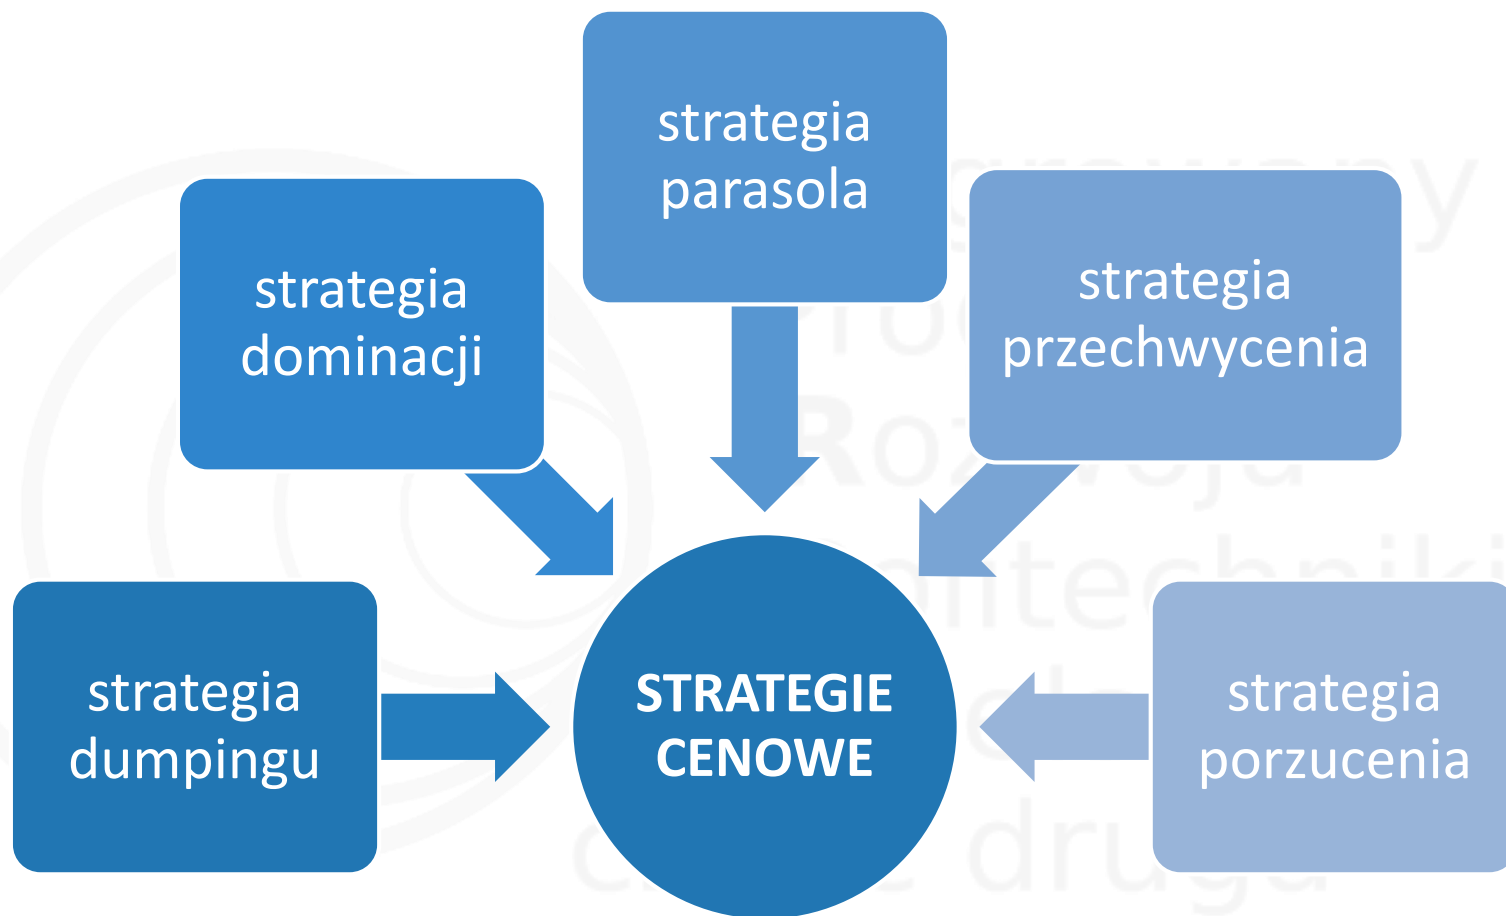 strategia
parasola
strategia
dominacji
strategia
przechwycenia
strategia
dumpingu
STRATEGIE
CENOWE
strategia
porzucenia